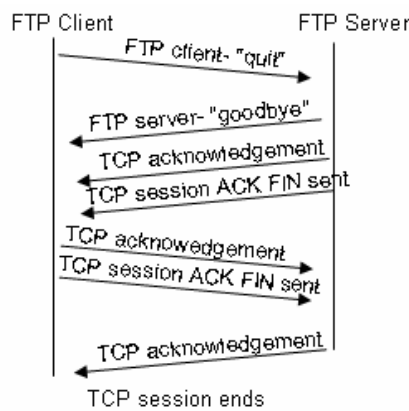 FTP Client FTP Server
FTP client- "quit"
FTP server- "goodbye"
TCP acknowledgement
TCP session ACK FIN sent
TCP acknowedgement
TCP session ACK FIN sent
TCP acknowledgement
TCP session ends